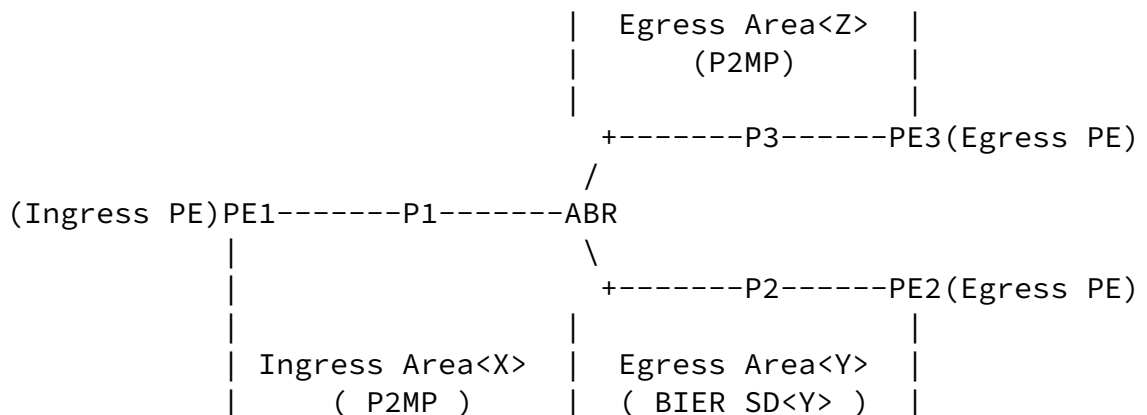 |  Egress Area<Z>  |
                              |      (P2MP)      |
                              |                  |
                                +-------P3------PE3(Egress PE)
                               /
(Ingress PE)PE1-------P1-------ABR
            |                  \
            |                   +-------P2------PE2(Egress PE)
            |                 |                  |
            | Ingress Area<X> |  Egress Area<Y>  |
            |     ( P2MP )    |  ( BIER SD<Y> )  |